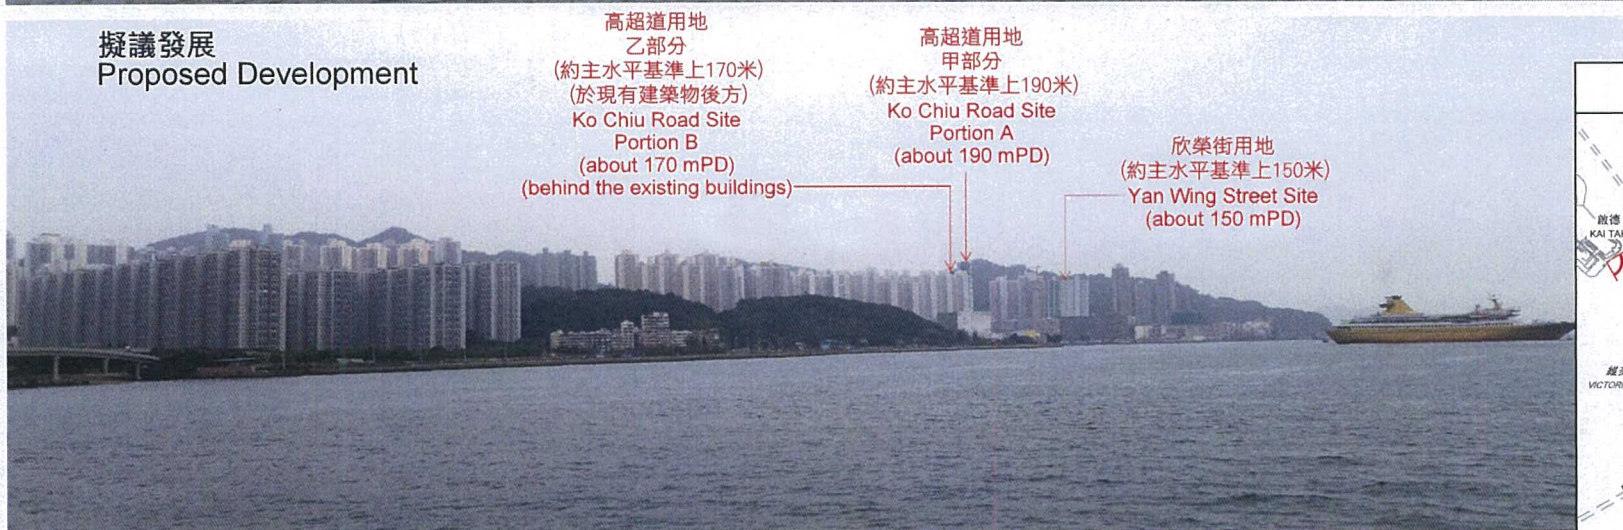 擬議發展
Proposed Development
高超道用地
乙部分
(約主水平基準上170米)
(於現有建築物後方)
Ko Chiu Road Site
Portion B
(about 170 mPD)
(behind the existing buildings)
高超道用地
甲部分
(約主水平基準上190米)
Ko Chiu Road Site
Portion A
(about 190 mPD)
欣榮街用地
(約主水平基準上150米)
Yan Wing Street Site
(about 150 mPD)
啟德
KAI TA
VICTOR